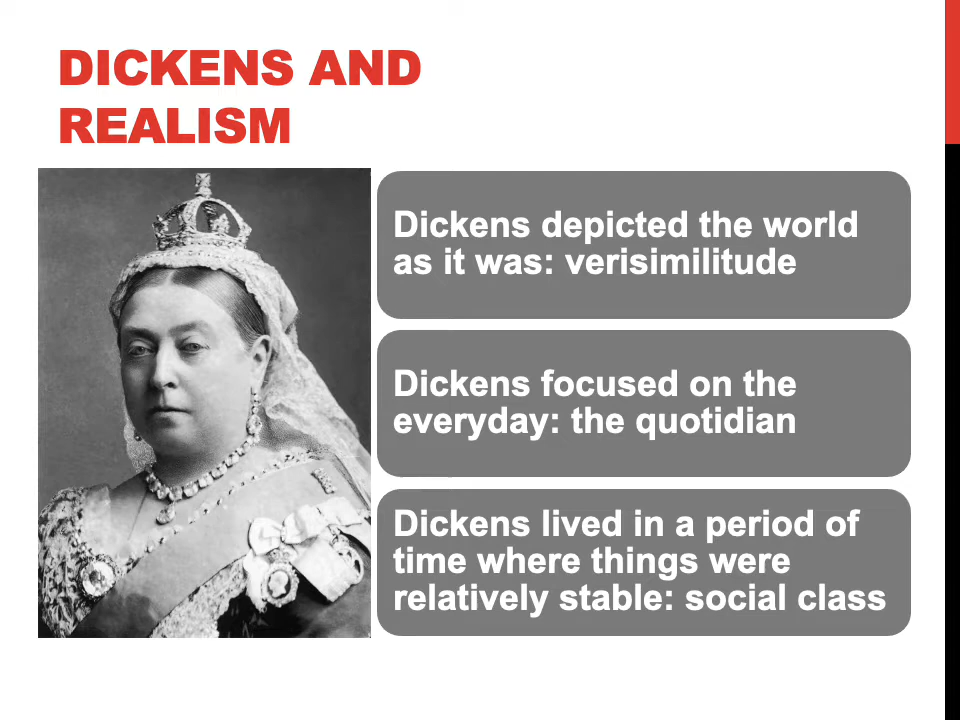 DICKENS AND
REALISM
Dickens depicted the world
as it was: verisimilitude
Dickens focused on the
everyday: the quotidian
Dickens lived in a period of
time where things were
relatively stable: social class